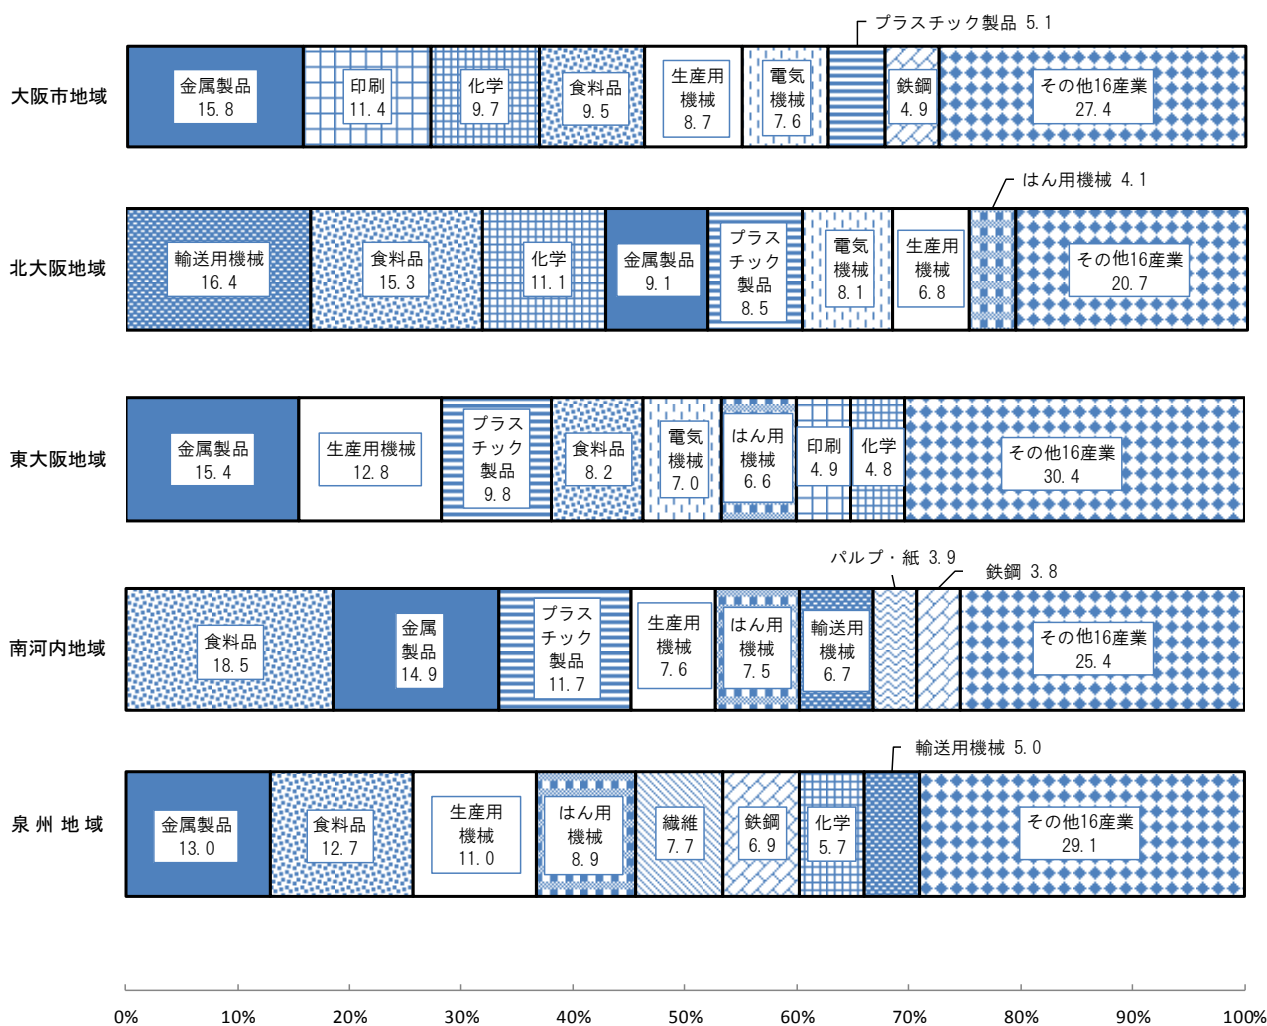 プラスチック製品 5.1
大阪市地域
金属製品
15.8
印刷
11.4
化学
9.7
食料品
9.5
生産用
機械
8.7
電気
機械
7.6
鉄鋼
4.9
その他16産業
27.4
はん用機械 4.1
北大阪地域
輸送用機械
16.4
食料品
15.3
化学
11.1
金属製品
9.1
プラス
チック
製品
8.5
電気
機械
8.1
生産用
機械
6.8
その他16産業
20.7
東大阪地域
金属製品
15.4
生産用機械
12.8
プラス
チック
製品
9.8
食料品
8.2
電気
機械
7.0
はん用
機械
6.6
印刷
4.9
化学
4.8
その他16産業
30.4
パルプ・紙 3.9
鉄鋼 3.8
南河内地域
食料品
18.5
金属
製品
14.9
プラス
チック
製品
11.7
生産用
機械
7.6
はん用
機械
7.5
輸送用
機械
6.7
その他16産業
25.4
輸送用機械 5.0
泉州地域
金属製品
13.0
食料品
12.7
生産用
機械
11.0
はん用
機械
8.9
繊維
7.7
鉄鋼
6.9
化学
5.7
その他16産業
29.1
0% 10% 20% 30% 40% 50% 60% 70% 80% 90% 100%